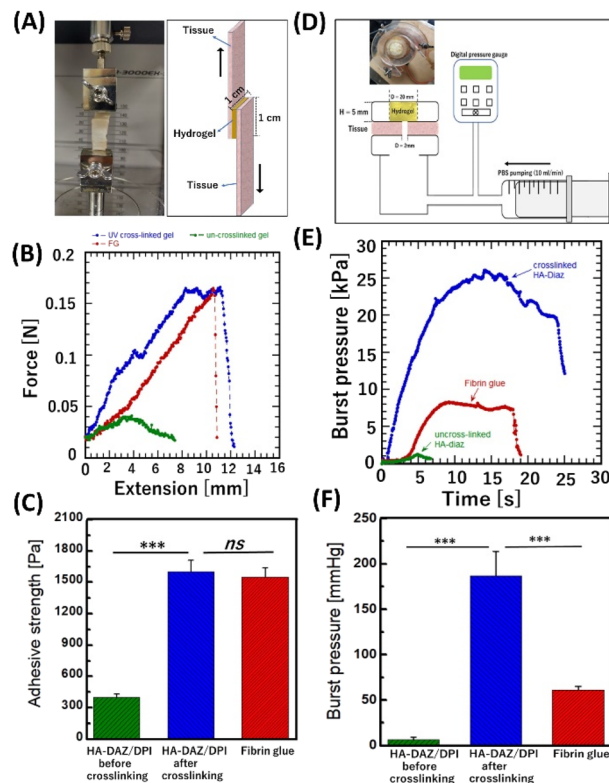 (A)
Tissue
1 cm
1 cm
Hydrogel
Tissue
(D)
Digital pressure gauge
D = 20 mm
H = 5 mm
Hydrogel
Tissue
D = 2mm
PBS pumping (10 ml/min)
(B)
UV cross-linked gel
un-crosslinked gel
FG
Force [N]
0.2
0.15
0.1
0.05
0
0 2 4 6 8 10 12 14 16
Extension [mm]
(E)
Burst pressure [kPa]
35
30
25
20
15
10
5
0
crosslinked
HA-Diaz
Fibrin glue
uncross-linked
HA-diaz
0 5 10 15 20 25 30
Time [s]
(C)
Adhesive strength [Pa]
2100
1800
1500
1200
900
600
300
0
***
ns
HA-DAZ/DPI
before
crosslinking
HA-DAZ/DPI
after
crosslinking
Fibrin glue
(F)
Burst pressure [mmHg]
250
200
150
100
50
0
***
***
HA-DAZ/DPI
before
crosslinking
HA-DAZ/DPI
after
crosslinking
Fibrin glue